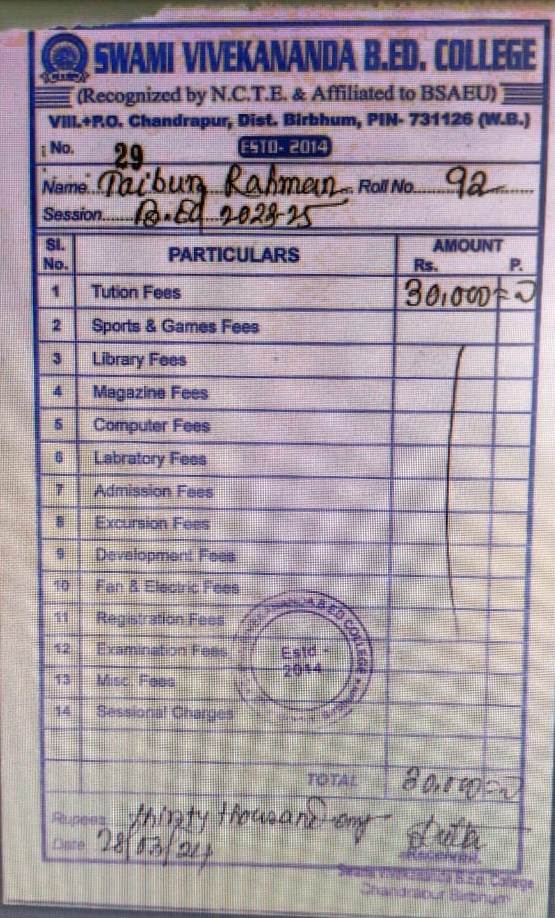 SWAMI VIVEKANANDA B.ED. COLLEGE
(Recognized by N.C.T.E. & Affiliated to BSAEU)
Vill.+P.O. Chandrapur, Dist. Birbhum, PIN- 731126 (W.B.)
No. 29 ESTD- 2014
Name Taibur Rahman Roll No. 92
Session B.Ed 2023-25
Sl. No. PARTICULARS AMOUNT Rs. P.
1 Tution Fees 30,000=00
2 Sports & Games Fees
3 Library Fees
4 Magazine Fees
5 Computer Fees
6 Labratory Fees
7 Admission Fees
8 Excursion Fees
9 Development Fees
10 Fan & Electric Fees
11 Registration Fees
12 Examination Fees
13 Misc. Fees
14 Sessional Charges
B.ED COLLEGE
Estd -
2014
TOTAL 30,000=00
Rupees thirty thousand only
Date 28/03/24
Swami Vivekananda B.Ed. College
Chandrapur Birbhum